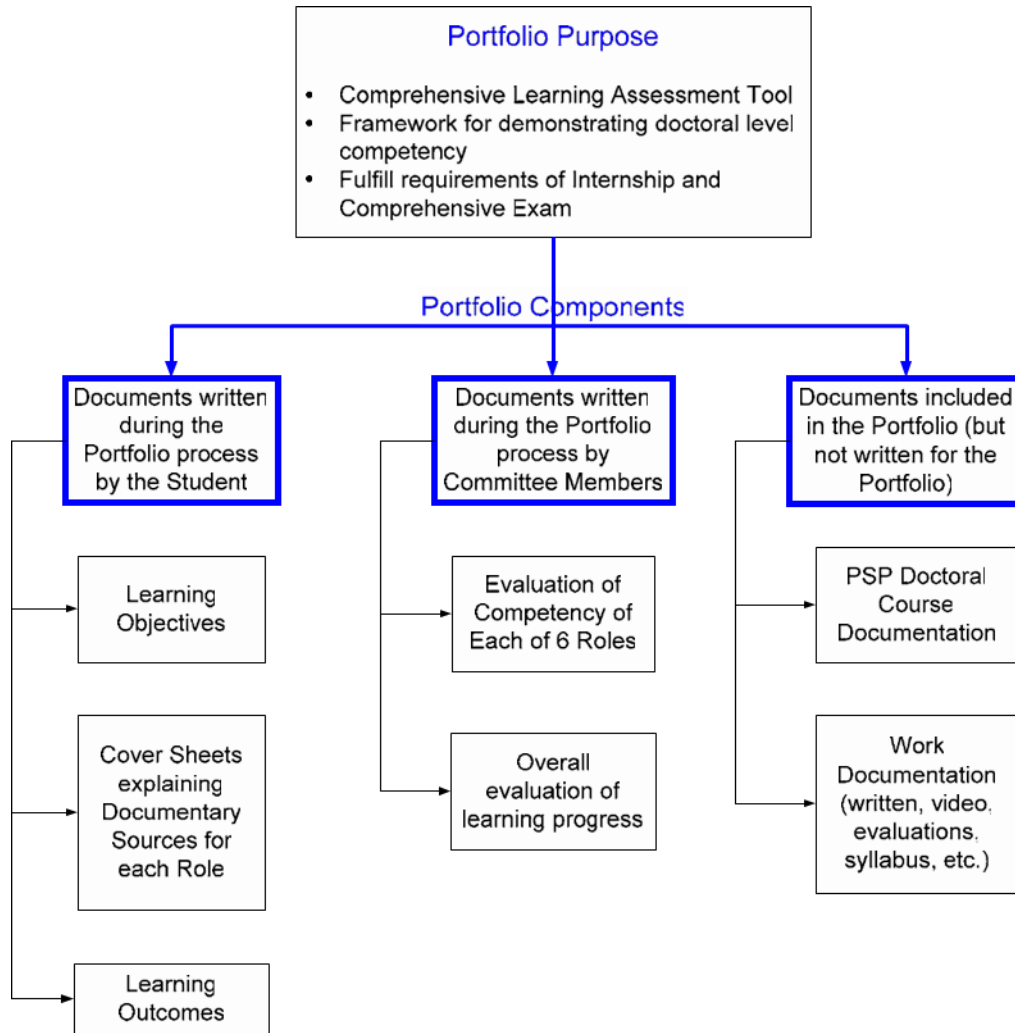 Portfolio Purpose
• Comprehensive Learning Assessment Tool
• Framework for demonstrating doctoral level
competency
• Fulfill requirements of Internship and
Comprehensive Exam
Portfolio Components
Documents written
during the
Portfolio process
by the Student
Learning
Objectives
Cover Sheets
explaining
Documentary
Sources for
each Role
Learning
Outcomes
Documents written
during the Portfolio
process by
Committee Members
Evaluation of
Competency of
Each of 6 Roles
Overall
evaluation of
learning progress
Documents included
in the Portfolio (but
not written for the
Portfolio)
PSP Doctoral
Course
Documentation
Work
Documentation
(written, video,
evaluations,
syllabus, etc.)